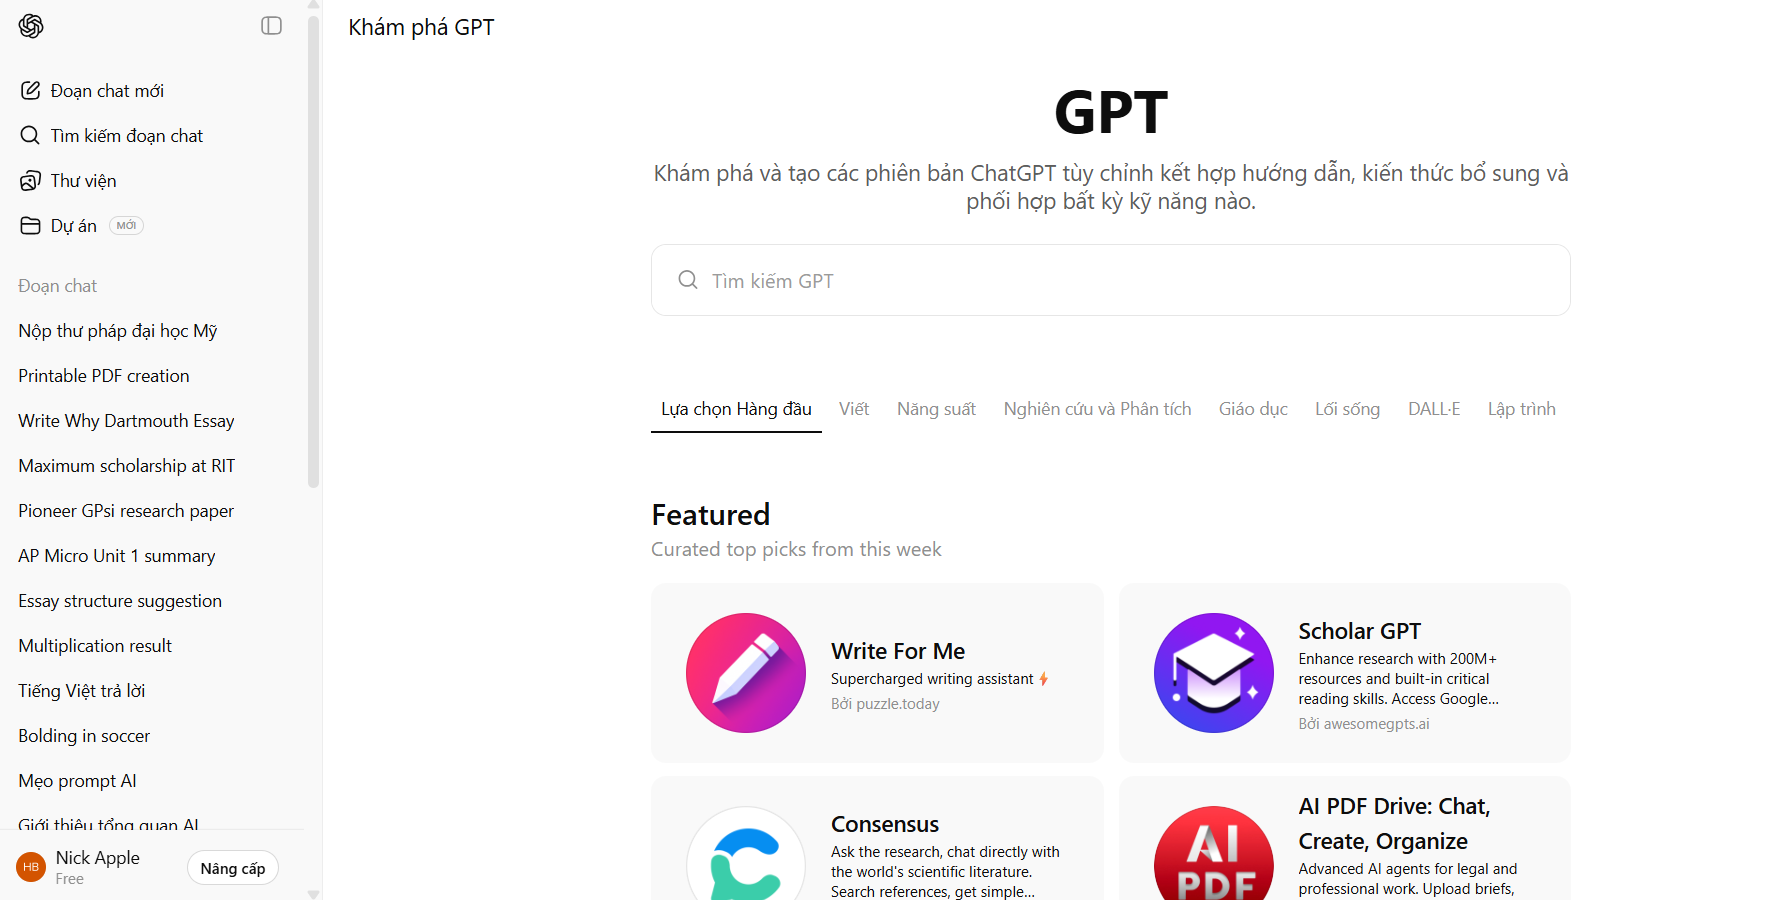 Khám phá GPT
Đoạn chat mới
Tìm kiếm đoạn chat
Thư viện
Dự án MỚI
Đoạn chat
Nộp thư pháp đại học Mỹ
Printable PDF creation
Write Why Dartmouth Essay
Maximum scholarship at RIT
Pioneer GPsi research paper
AP Micro Unit 1 summary
Essay structure suggestion
Multiplication result
Tiếng Việt trả lời
Bolding in soccer
Mẹo prompt AI
Giới thiệu tổng quan AI
HB
Nick Apple
Free
Nâng cấp
GPT
Khám phá và tạo các phiên bản ChatGPT tùy chỉnh kết hợp hướng dẫn, kiến thức bổ sung và
phối hợp bất kỳ kỹ năng nào.
Tìm kiếm GPT
Lựa chọn Hàng đầu Viết Năng suất Nghiên cứu và Phân tích Giáo dục Lối sống DALL·E Lập trình
Featured
Curated top picks from this week
Write For Me
Supercharged writing assistant
Bởi puzzle.today
Scholar GPT
Enhance research with 200M+
resources and built-in critical
reading skills. Access Google...
Bởi awesomegpts.ai
Consensus
Ask the research, chat directly with
the world's scientific literature.
Search references, get simple...
AI
PDF
AI PDF Drive: Chat,
Create, Organize
Advanced AI agents for legal and
professional work. Upload briefs,